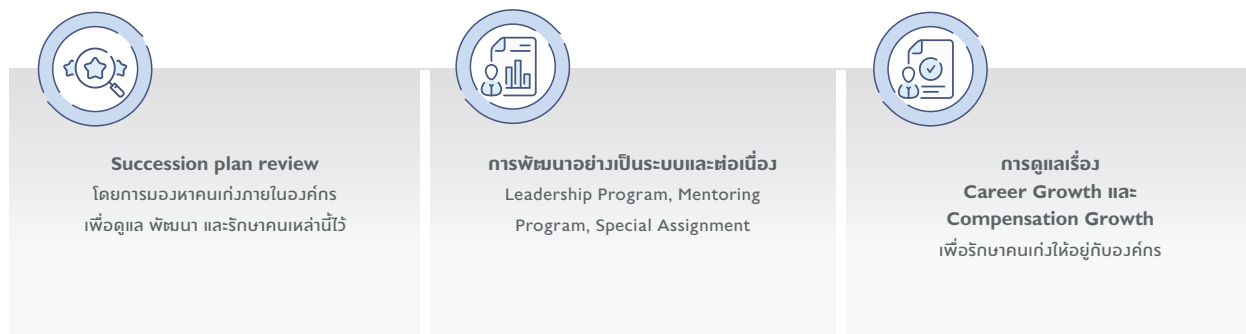 Succession plan review
โดยการมองหาคนเก่งภายในองค์กร
เพื่อดูแล พัฒนา และรักษาคนเหล่านี้ไว้
การพัฒนาอย่างเป็นระบบและต่อเนื่อง
Leadership Program, Mentoring
Program, Special Assignment
การดูแลเรื่อง
Career Growth และ
Compensation Growth
เพื่อรักษาคนเก่งให้อยู่กับองค์กร